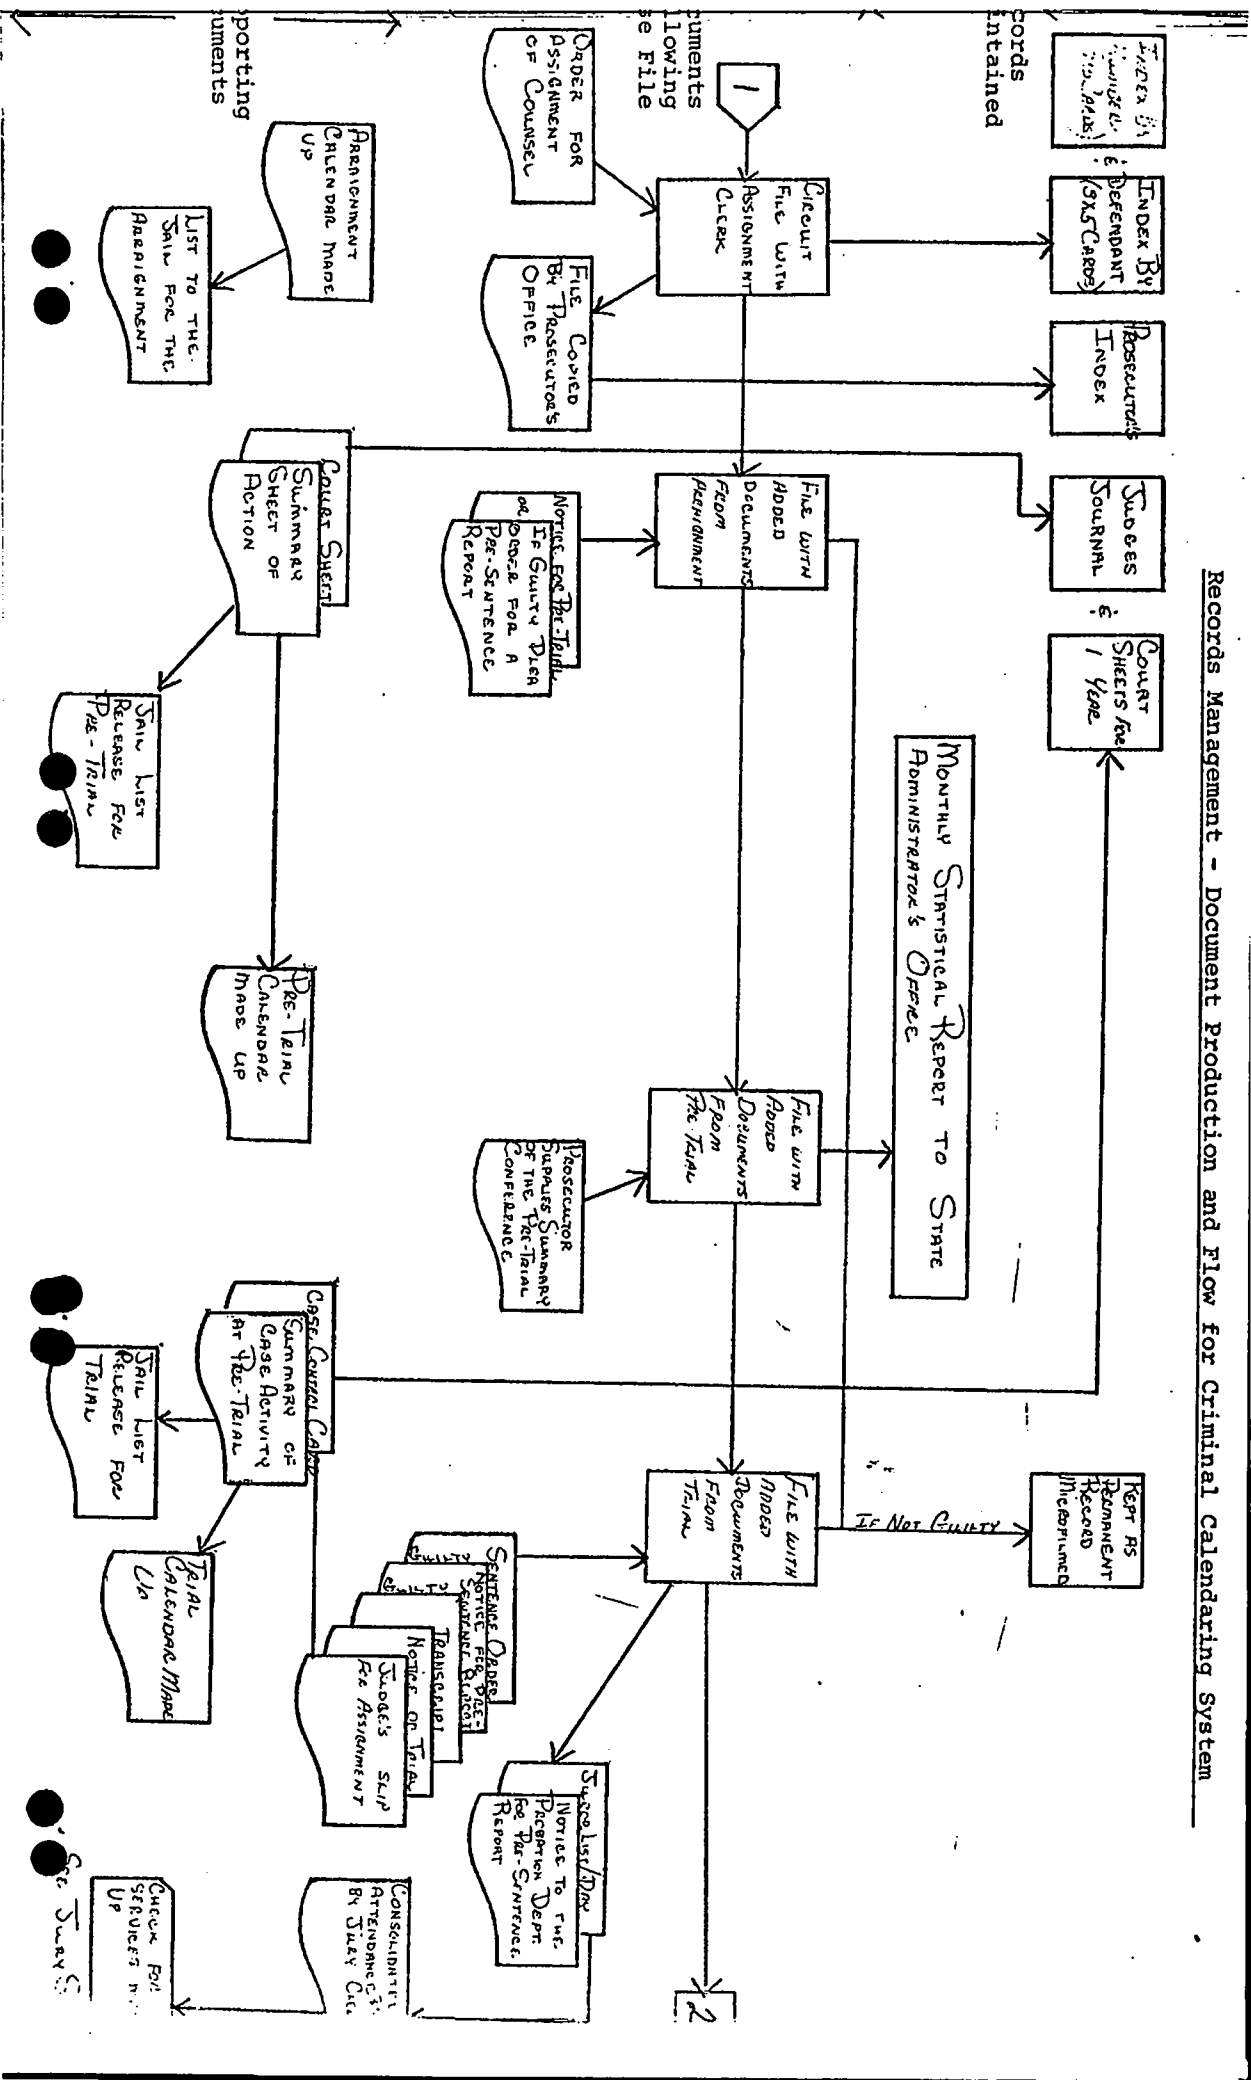 Records Management - Document Production and Flow for Criminal Calendaring System
cords
intained
INDEX BY
&
INDEX BY
DEFENDANT
(3X5 CARDS)
PROSECUTOR'S
INDEX
JUDGES
JOURNAL
&
COURT
SHEETS FOR
1 YEAR
KEPT AS
PERMANENT
RECORD
MICROFILMED
MONTHLY STATISTICAL REPORT TO STATE
ADMINISTRATOR'S OFFICE
IF NOT GUILTY
cuments
llowing
se File
1
CIRCUIT
FILE WITH
ASSIGNMENT
CLERK
FILE WITH
ADDED
DOCUMENTS
FROM
ARRAIGNMENT
FILE WITH
ADDED
DOCUMENTS
FROM
PRE-TRIAL
FILE WITH
ADDED
DOCUMENTS
FROM
TRIAL
2
ORDER FOR
ASSIGNMENT
OF COUNSEL
FILE COPIED
BY PROSECUTOR'S
OFFICE
NOTICE FOR PRE-TRIAL
OR
IF GUILTY PLEA
ORDER FOR A
PRE-SENTENCE
REPORT
PROSECUTOR
SUPPLIES SUMMARY
OF THE PRE-TRIAL
CONFERENCE
SENTENCE ORDER
GUILTY
NOTICE FOR PRE-
SENTENCE REPORT
GUILTY
TRANSCRIPT
NOTICE OF TRIAL
JUDGE'S SLIP
FOR ASSIGNMENT
JUROR LIST/DAY
NOTICE TO THE
PROBATION DEPT.
FOR PRE-SENTENCE
REPORT
porting
uments
ARRAIGNMENT
CALENDAR MADE
UP
LIST TO THE
JAIL FOR THE
ARRAIGNMENT
COURT SHEET
SUMMARY
SHEET OF
ACTION
JAIL LIST
RELEASE FOR
PRE-TRIAL
PRE-TRIAL
CALENDAR
MADE UP
CASE CONTROL CARD
SUMMARY OF
CASE ACTIVITY
AT PRE-TRIAL
JAIL LIST
RELEASE FOR
TRIAL
TRIAL
CALENDAR MADE
UP
CONSOLIDATED
ATTENDANCE
BY JURY
CHECK FOR
SERVICES
UP
SEE JURY